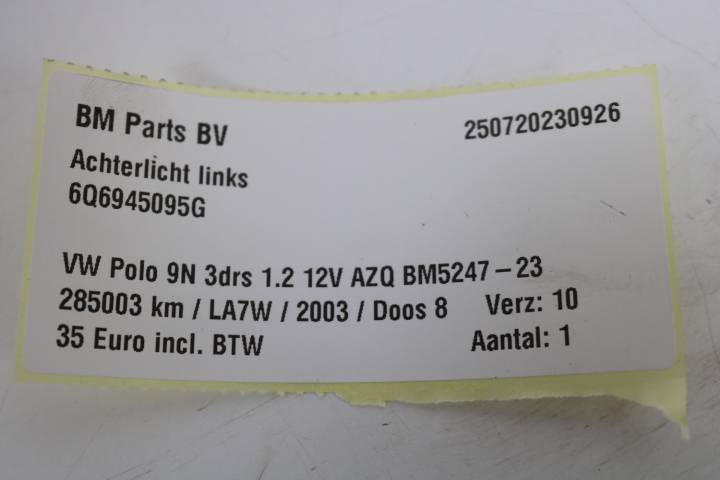 BM Parts BV 250720230926
Achterlicht links
6Q6945095G
VW Polo 9N 3drs 1.2 12V AZQ BM5247-23
285003 km / LA7W / 2003 / Doos 8 Verz: 10
35 Euro incl. BTW Aantal: 1